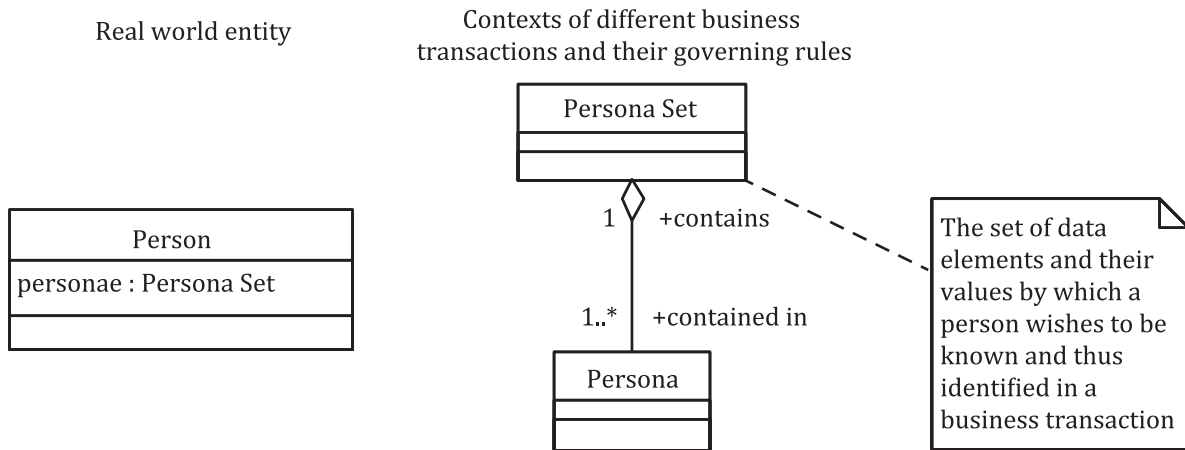 Real world entity
Contexts of different business
transactions and their governing rules
Persona Set
Person
personae : Persona Set
1 +contains
1..* +contained in
Persona
The set of data
elements and their
values by which a
person wishes to be
known and thus
identified in a
business transaction